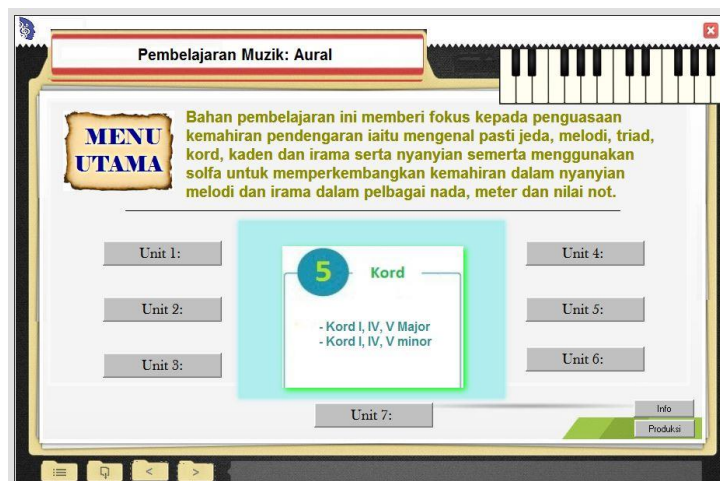 Pembelajaran Muzik: Aural
MENU
UTAMA
Bahan pembelajaran ini memberi fokus kepada penguasaan
kemahiran pendengaran iaitu mengenal pasti jeda, melodi, triad,
kord, kaden dan irama serta nyanyian semerta menggunakan
solfa untuk memperkembangkan kemahiran dalam nyanyian
melodi dan irama dalam pelbagai nada, meter dan nilai not.
Unit 1:
Unit 2:
Unit 3:
5 Kord
- Kord I, IV, V Major
- Kord I, IV, V minor
Unit 4:
Unit 5:
Unit 6:
Unit 7:
Info
Produksi